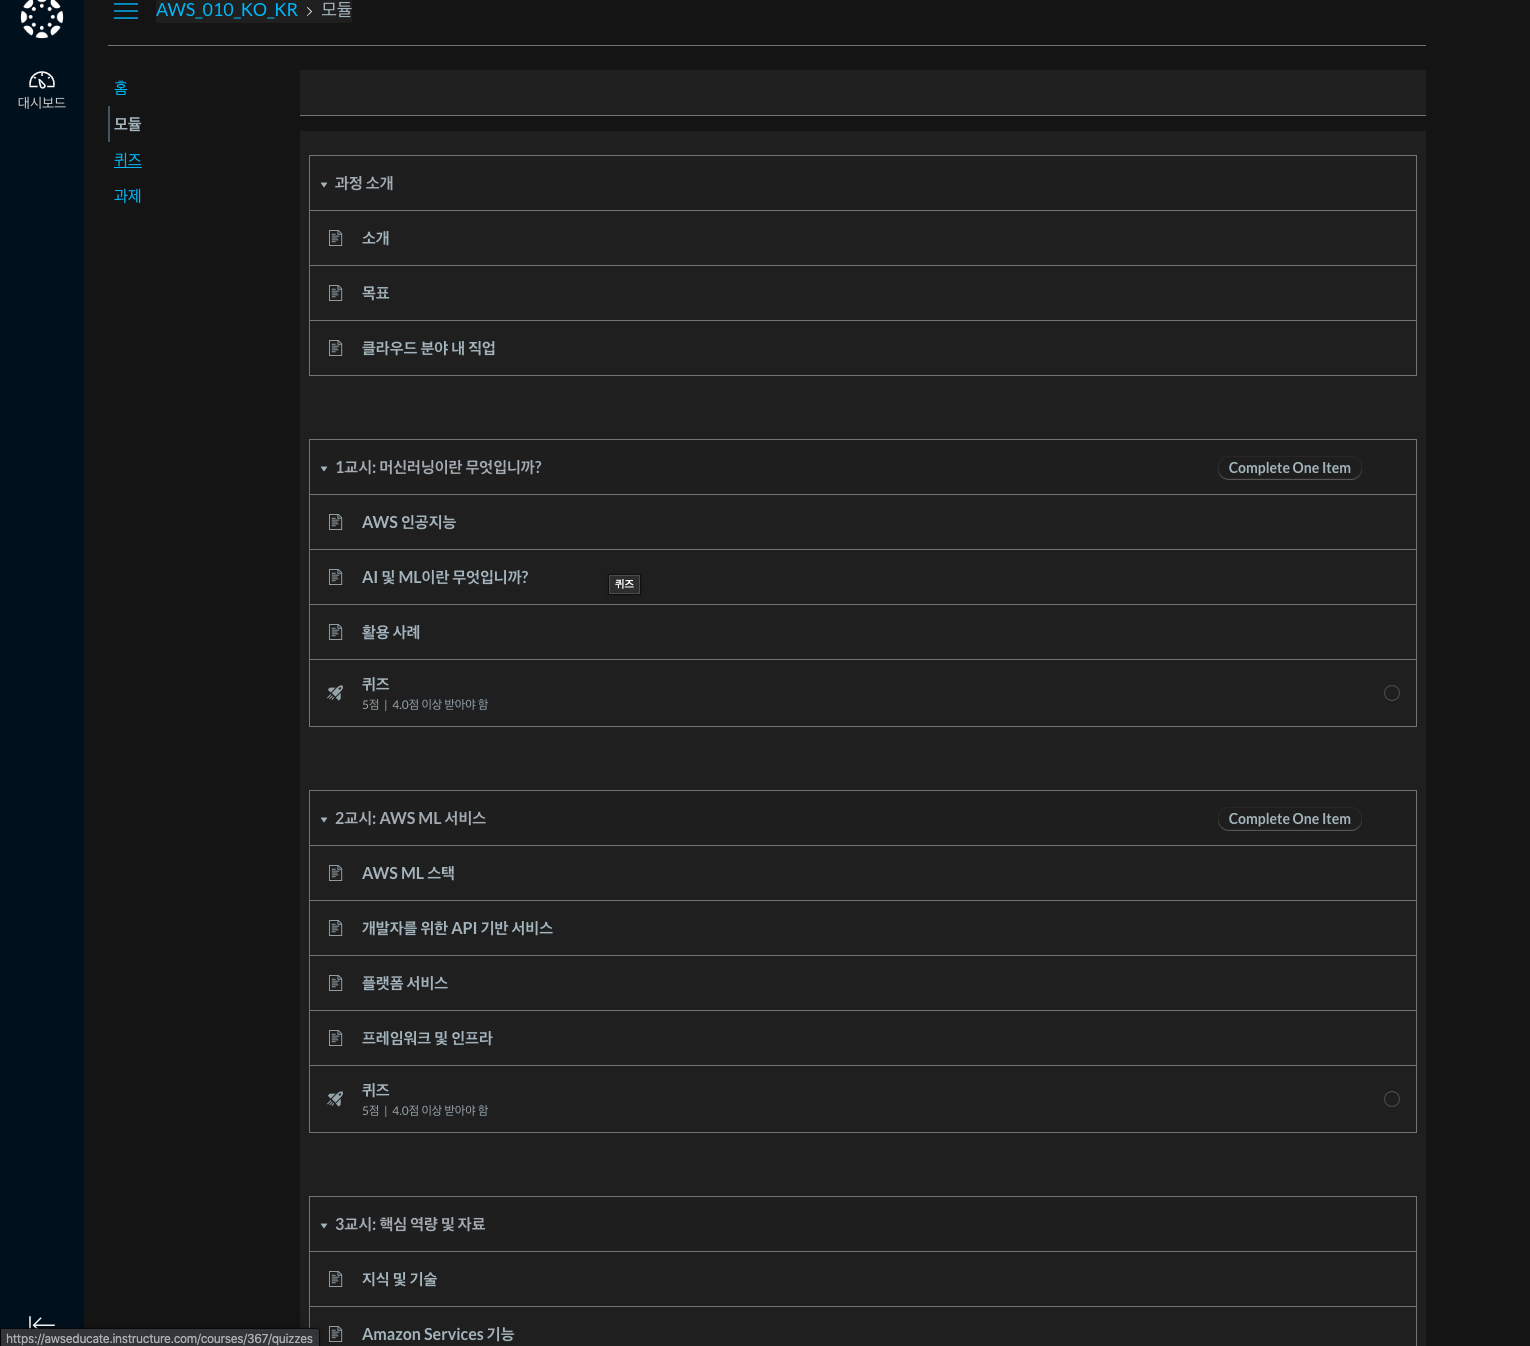 AWS_010_KO_KR > 모듈
대시보드
홈
모듈
퀴즈
과제
과정 소개
소개
목표
클라우드 분야 내 직업
1교시: 머신러닝이란 무엇입니까?
Complete One Item
AWS 인공지능
AI 및 ML이란 무엇입니까?
퀴즈
활용 사례
퀴즈
5점 | 4.0점 이상 받아야 함
2교시: AWS ML 서비스
Complete One Item
AWS ML 스택
개발자를 위한 API 기반 서비스
플랫폼 서비스
프레임워크 및 인프라
퀴즈
5점 | 4.0점 이상 받아야 함
3교시: 핵심 역량 및 자료
지식 및 기술
Amazon Services 기능
https://awseducate.instructure.com/courses/367/quizzes